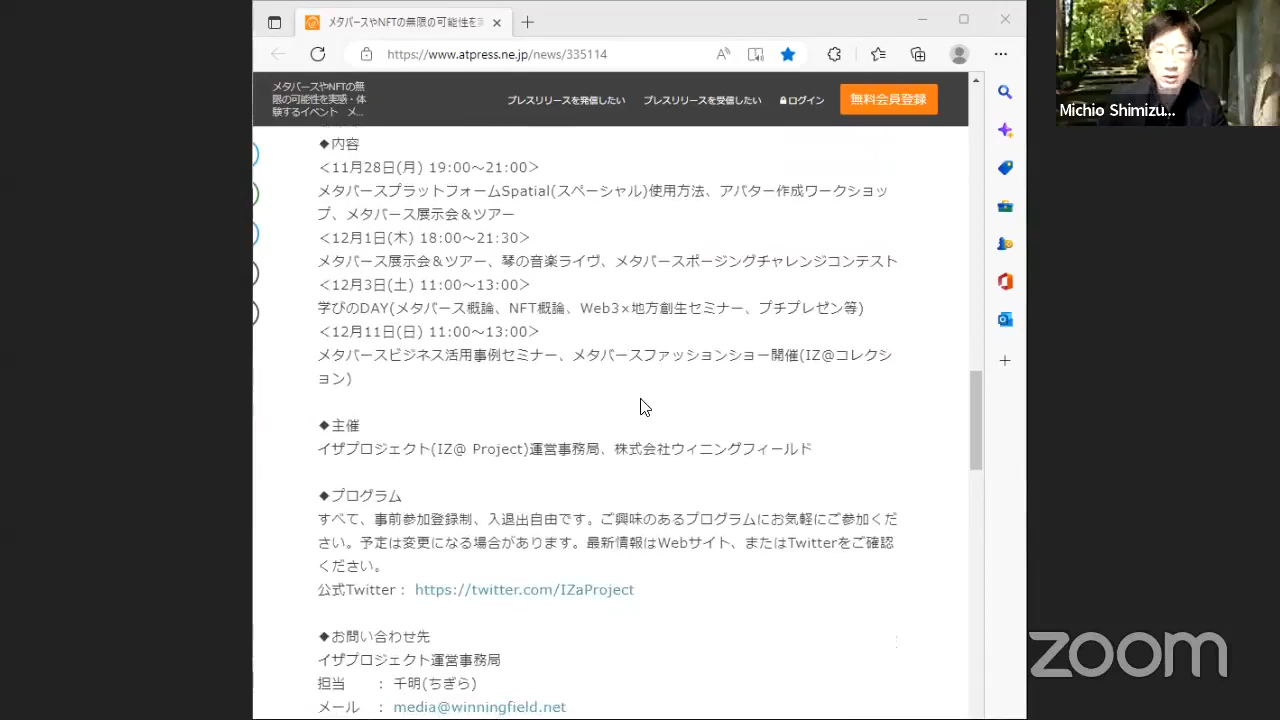 メタバースやNFTの無限の可能性を実
https://www.atpress.ne.jp/news/335114
メタバースやNFTの無
限の可能性を実感・体
験するイベント メ...
プレスリリースを発信したい
プレスリリースを受信したい
ログイン
無料会員登録
Michio Shimizu...
◆内容
<11月28日(月) 19:00～21:00>
メタバースプラットフォームSpatial(スペーシャル)使用方法、アバター作成ワークショッ
プ、メタバース展示会＆ツアー
<12月1日(木) 18:00～21:30>
メタバース展示会＆ツアー、琴の音楽ライヴ、メタバースポージングチャレンジコンテスト
<12月3日(土) 11:00～13:00>
学びのDAY(メタバース概論、NFT概論、Web3×地方創生セミナー、プチプレゼン等)
<12月11日(日) 11:00～13:00>
メタバースビジネス活用事例セミナー、メタバースファッションショー開催(IZ@コレクシ
ョン)
◆主催
イザプロジェクト(IZ@ Project)運営事務局、株式会社ウィニングフィールド
◆プログラム
すべて、事前参加登録制、入退出自由です。ご興味のあるプログラムにお気軽にご参加くだ
さい。予定は変更になる場合があります。最新情報はWebサイト、またはTwitterをご確認
ください。
公式Twitter： https://twitter.com/IZaProject
◆お問い合わせ先
イザプロジェクト運営事務局
担当　　： 千明(ちぎら)
メール　： media@winningfield.net
zoom